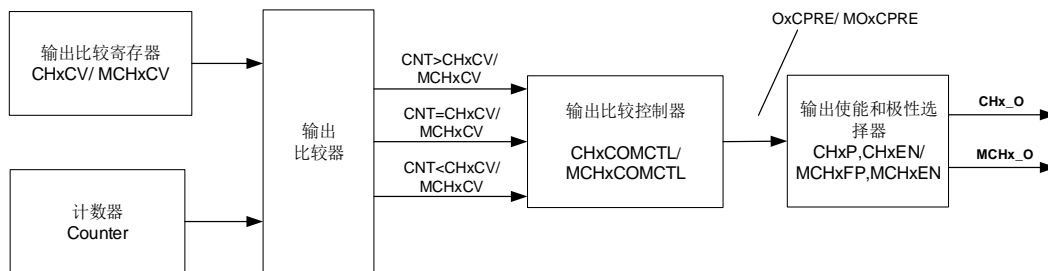 输出比较寄存器
CHxCV/ MCHxCV
计数器
Counter
输出
比较器
CNT>CHxCV/
MCHxCV
CNT=CHxCV/
MCHxCV
CNT<CHxCV/
MCHxCV
输出比较控制器
CHxCOMCTL/
MCHxCOMCTL
OxCPRE/ MOxCPRE
输出使能和极性选
择器
CHxP,CHxEN/
MCHxFP,MCHxEN
CHx_O
MCHx_O